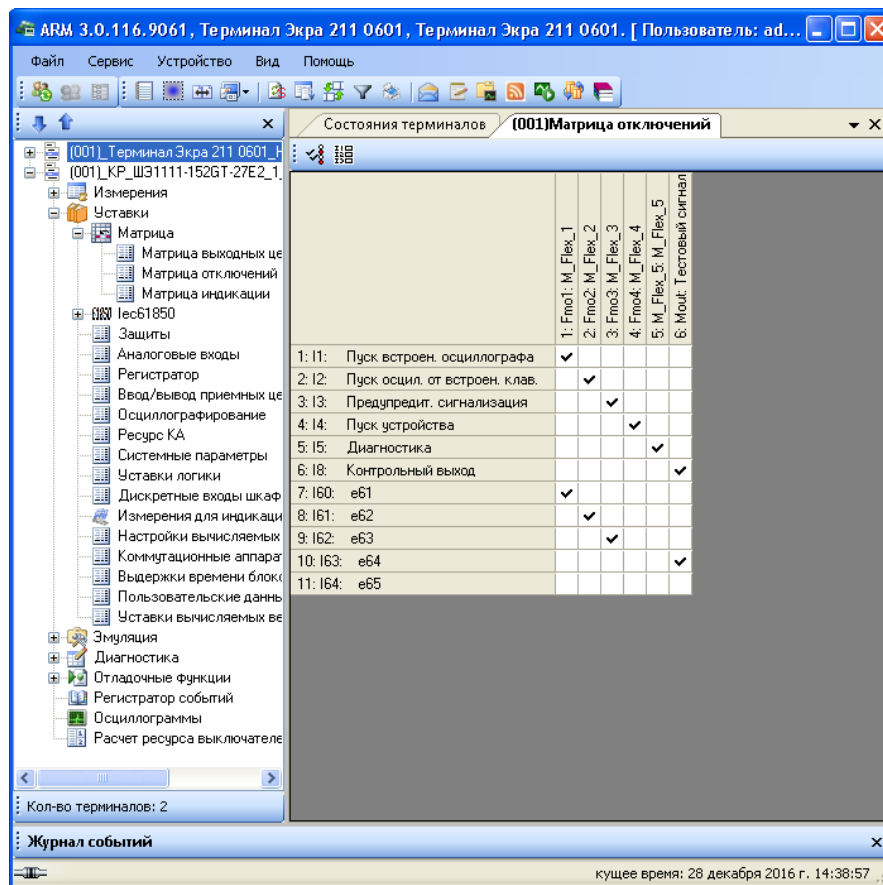 ARM 3.0.116.9061, Терминал Экра 211 0601, Терминал Экра 211 0601. [ Пользователь: ad...
Файл Сервис Устройство Вид Помощь
Состояния терминалов (001)Матрица отключений
(001)_Терминал Экра 211 0601_Н
(001)_КР_ШЭ1111-152GT-27E2_1_
Измерения
Уставки
Матрица
Матрица выходных це
Матрица отключений
Матрица индикации
Iec61850
Защиты
Аналоговые входы
Регистратор
Ввод/вывод приемных це
Осциллографирование
Ресурс КА
Системные параметры
Уставки логики
Дискретные входы шкаф
Измерения для индикаци
Настройки вычисляемых
Коммутационные аппарат
Выдержки времени блоко
Пользовательские данны
Уставки вычисляемых ве
Эмуляция
Диагностика
Отладочные функции
Регистратор событий
Осциллограммы
Расчет ресурса выключателе
Кол-во терминалов: 2
1: Fmo1: M_Flex_1
2: Fmo2: M_Flex_2
3: Fmo3: M_Flex_3
4: Fmo4: M_Flex_4
5: M_Flex_5: M_Flex_5
6: Mout: Тестовый сигнал
1: I1: Пуск встроен. осциллографа
2: I2: Пуск осцил. от встроен. клав.
3: I3: Предупредит. сигнализация
4: I4: Пуск устройства
5: I5: Диагностика
6: I8: Контрольный выход
7: I60: e61
8: I61: e62
9: I62: e63
10: I63: e64
11: I64: e65
Журнал событий
кущее время: 28 декабря 2016 г. 14:38:57